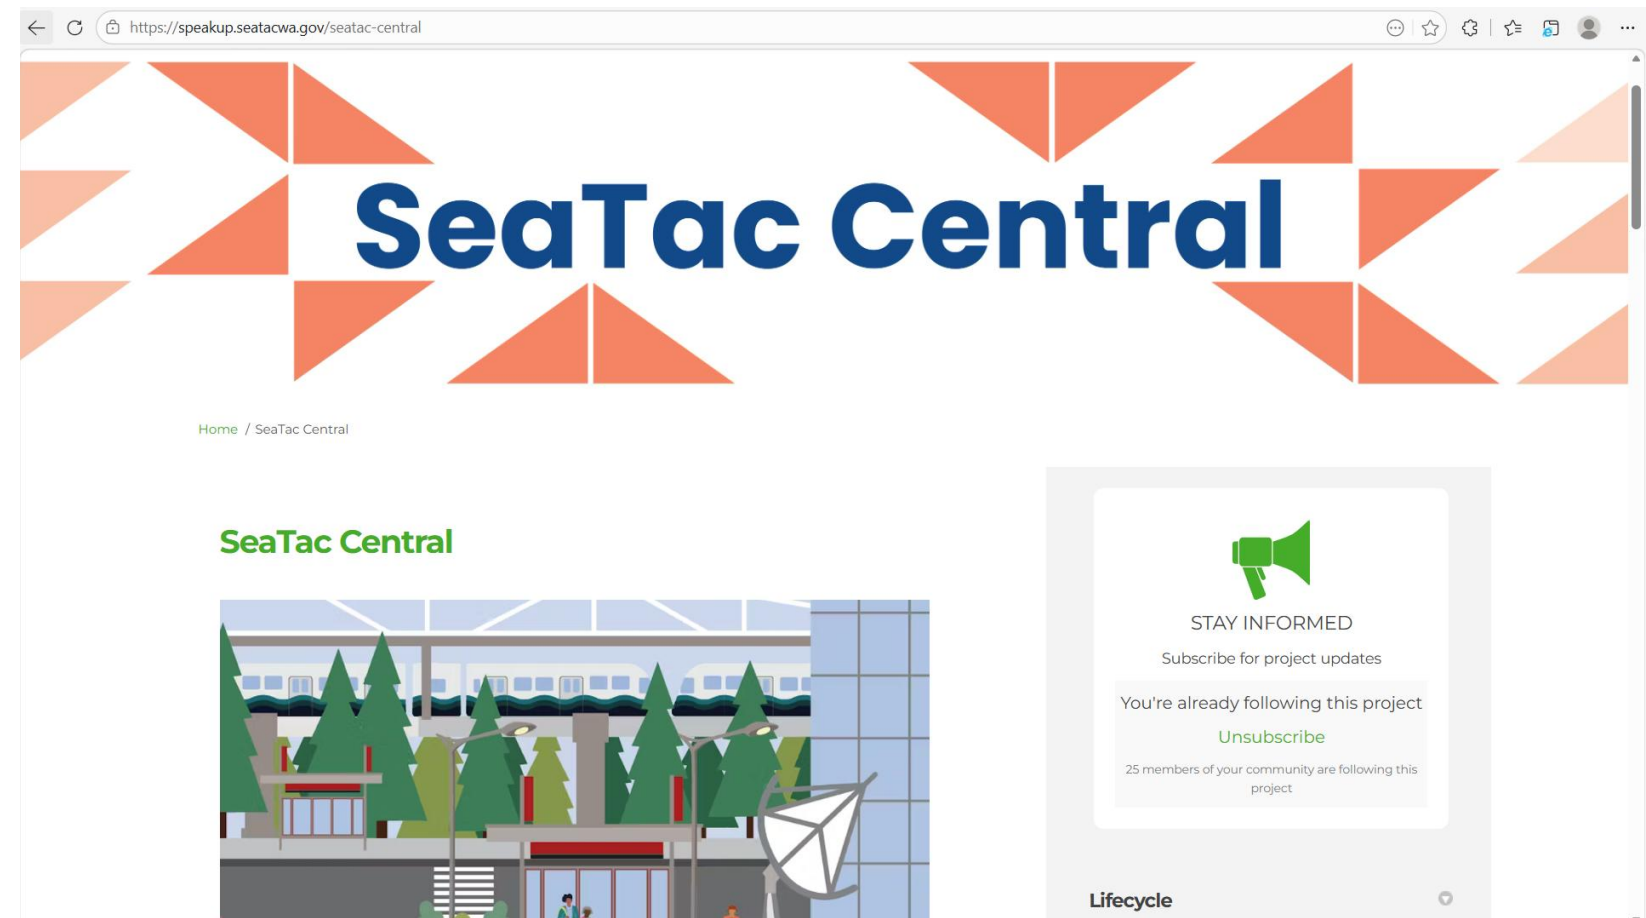 https://speakup.seatacwa.gov/seatac-central
SeaTac Central
Home / SeaTac Central
SeaTac Central
STAY INFORMED
Subscribe for project updates
You're already following this project
Unsubscribe
25 members of your community are following this
project
Lifecycle